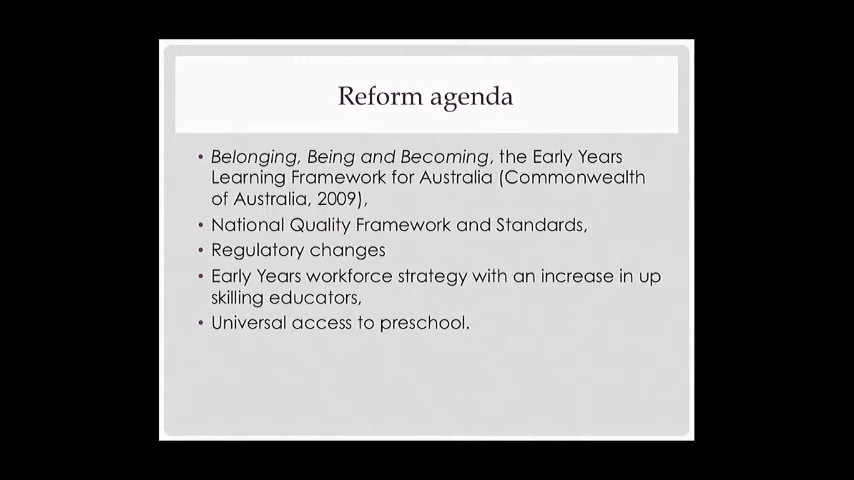 Reform agenda
• Belonging, Being and Becoming, the Early Years
Learning Framework for Australia (Commonwealth
of Australia, 2009),
• National Quality Framework and Standards,
• Regulatory changes
• Early Years workforce strategy with an increase in up
skilling educators,
• Universal access to preschool.